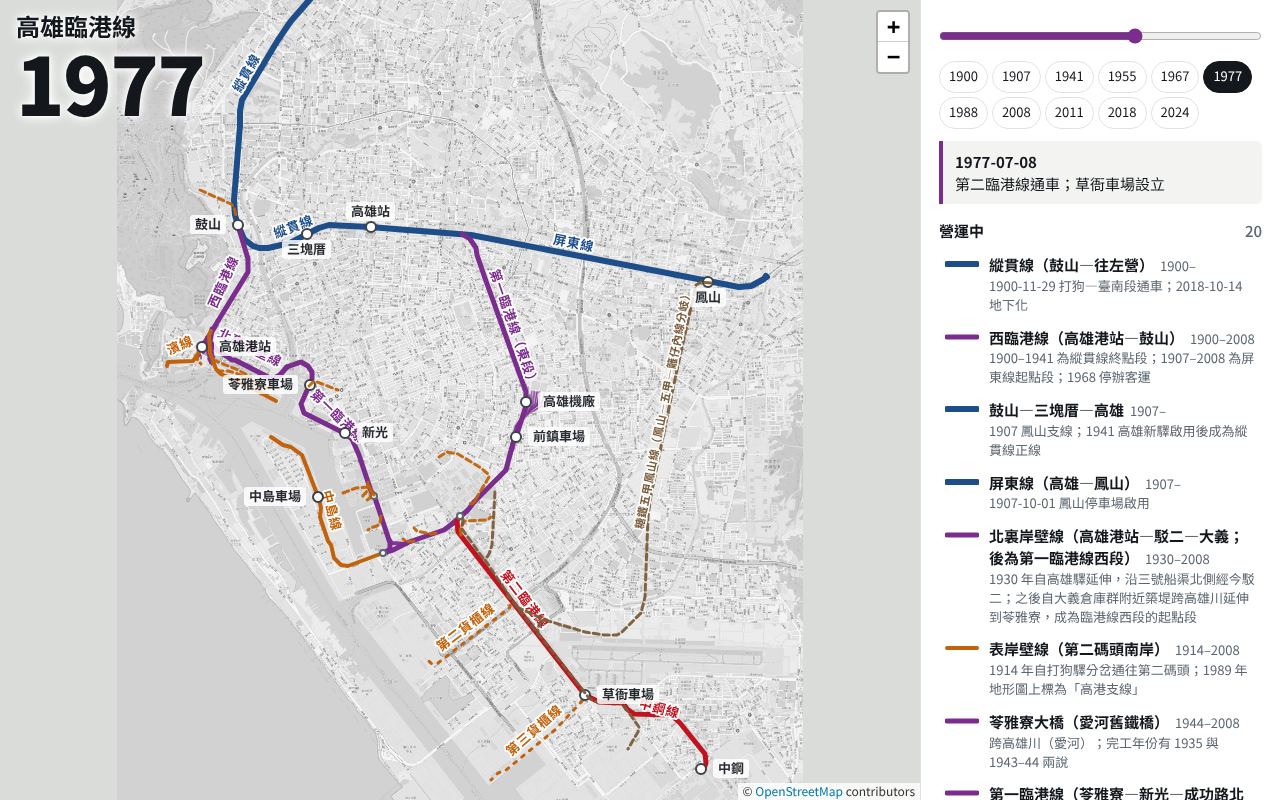 高雄臨港線
1977
縱貫線
鼓山
縱貫線
三塊厝
高雄站
屏東線
鳳山
西臨港線
濱線
高雄港站
苓雅寮車場
第一臨港線（東段）
高雄機廠
前鎮車場
新光
中島車場
中島線
第二臨港線
第二貨櫃線
第三貨櫃線
草衙車場
中鋼線
中鋼
+
−
© OpenStreetMap contributors
1900
1907
1941
1955
1967
1977
1988
2008
2011
2018
2024
1977-07-08
第二臨港線通車；草衙車場設立
營運中 20
縱貫線（鼓山—往左營） 1900–
1900-11-29 打狗—臺南段通車；2018-10-14
地下化
西臨港線（高雄港站—鼓山） 1900–2008
1900–1941 為縱貫線終點段；1907–2008 為屏
東線起點段；1968 停辦客運
鼓山—三塊厝—高雄 1907–
1907 鳳山支線；1941 高雄新驛啟用後成為縱
貫線正線
屏東線（高雄—鳳山） 1907–
1907-10-01 鳳山停車場啟用
北裏岸壁線（高雄港站—駁二—大義；
後為第一臨港線西段） 1930–2008
1930 年自高雄驛延伸，沿三號船渠北側經今駁
二；之後自大義倉庫群附近築堤跨高雄川延伸
到苓雅寮，成為臨港線西段的起點段
表岸壁線（第二碼頭南岸） 1914–2008
1914 年自打狗驛分岔通往第二碼頭；1989 年
地形圖上標為「高港支線」
苓雅寮大橋（愛河舊鐵橋） 1944–2008
跨高雄川（愛河）；完工年份有 1935 與
1943–44 兩說
第一臨港線（苓雅寮—新光—成功路北